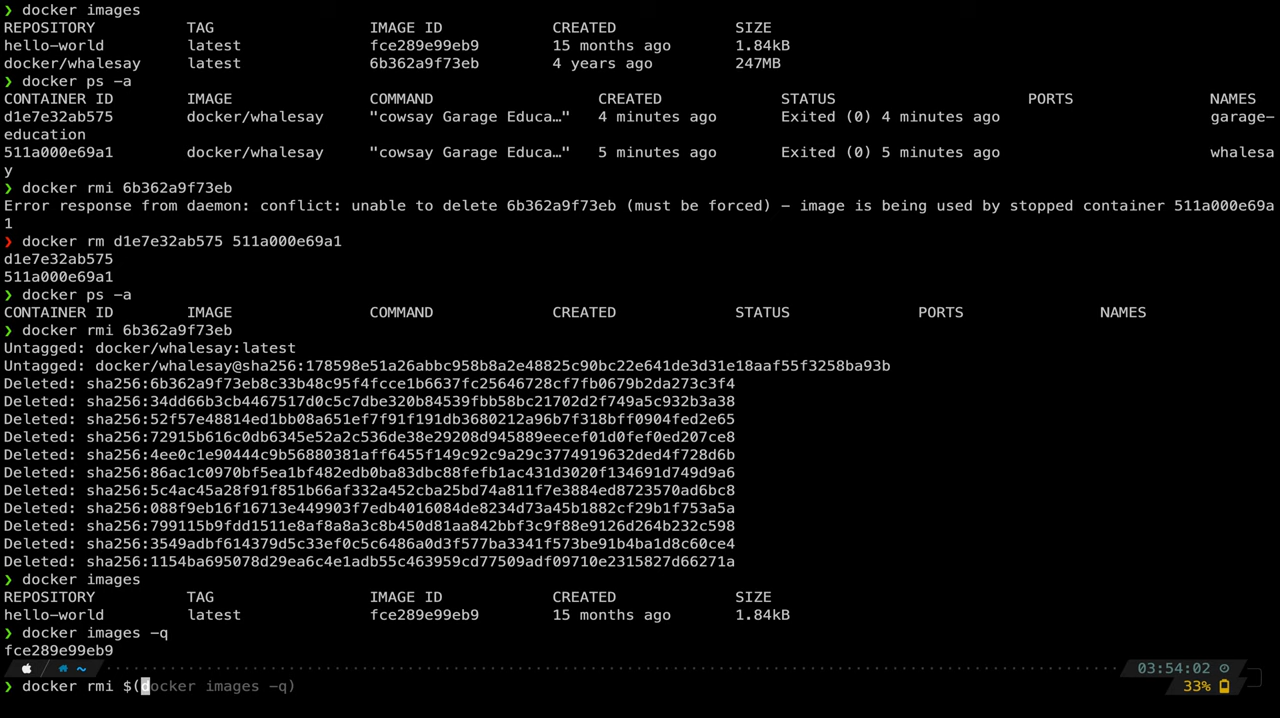 ❯ docker images
REPOSITORY TAG IMAGE ID CREATED SIZE
hello-world latest fce289e99eb9 15 months ago 1.84kB
docker/whalesay latest 6b362a9f73eb 4 years ago 247MB
❯ docker ps -a
CONTAINER ID IMAGE COMMAND CREATED STATUS PORTS NAMES
d1e7e32ab575 docker/whalesay "cowsay Garage Educa…" 4 minutes ago Exited (0) 4 minutes ago garage-
education
511a000e69a1 docker/whalesay "cowsay Garage Educa…" 5 minutes ago Exited (0) 5 minutes ago whalesa
y
❯ docker rmi 6b362a9f73eb
Error response from daemon: conflict: unable to delete 6b362a9f73eb (must be forced) - image is being used by stopped container 511a000e69a
1
❯ docker rm d1e7e32ab575 511a000e69a1
d1e7e32ab575
511a000e69a1
❯ docker ps -a
CONTAINER ID IMAGE COMMAND CREATED STATUS PORTS NAMES
❯ docker rmi 6b362a9f73eb
Untagged: docker/whalesay:latest
Untagged: docker/whalesay@sha256:178598e51a26abbc958b8a2e48825c90bc22e641de3d31e18aaf55f3258ba93b
Deleted: sha256:6b362a9f73eb8c33b48c95f4fcce1b6637fc25646728cf7fb0679b2da273c3f4
Deleted: sha256:34dd66b3cb4467517d0c5c7dbe320b84539fbb58bc21702d2f749a5c932b3a38
Deleted: sha256:52f57e48814ed1bb08a651ef7f91f191db3680212a96b7f318bff0904fed2e65
Deleted: sha256:72915b616c0db6345e52a2c536de38e29208d945889eecef01d0fef0ed207ce8
Deleted: sha256:4ee0c1e90444c9b56880381aff6455f149c92c9a29c3774919632ded4f728d6b
Deleted: sha256:86ac1c0970bf5ea1bf482edb0ba83dbc88fefb1ac431d3020f134691d749d9a6
Deleted: sha256:5c4ac45a28f91f851b66af332a452cba25bd74a811f7e3884ed8723570ad6bc8
Deleted: sha256:088f9eb16f16713e449903f7edb4016084de8234d73a45b1882cf29b1f753a5a
Deleted: sha256:799115b9fdd1511e8af8a8a3c8b450d81aa842bbf3c9f88e9126d264b232c598
Deleted: sha256:3549adbf614379d5c33ef0c5c6486a0d3f577ba3341f573be91b4ba1d8c60ce4
Deleted: sha256:1154ba695078d29ea6c4e1adb55c463959cd77509adf09710e2315827d66271a
❯ docker images
REPOSITORY TAG IMAGE ID CREATED SIZE
hello-world latest fce289e99eb9 15 months ago 1.84kB
❯ docker images -q
fce289e99eb9
~ 03:54:02
❯ docker rmi $(docker images -q) 33%